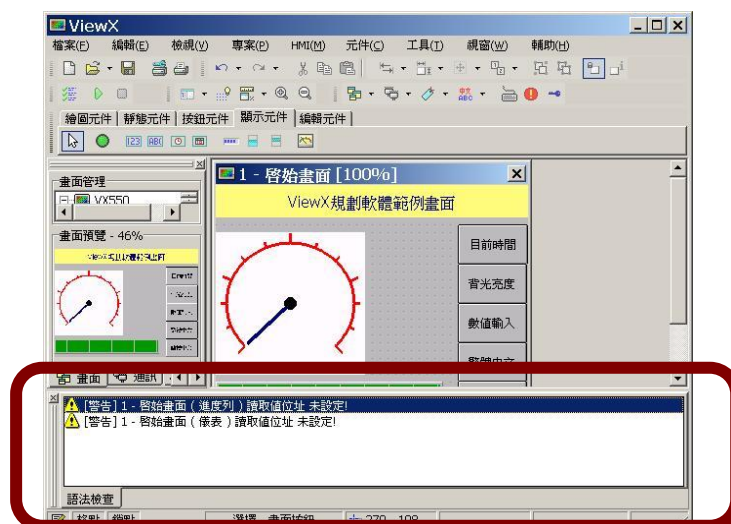 ViewX
檔案(F) 編輯(E) 檢視(V) 專案(P) HMI(M) 元件(C) 工具(T) 視窗(W) 輔助(H)
繪圖元件 靜態元件 按鈕元件 顯示元件 編輯元件
123 ABC
畫面管理
VX550
1 - 啓始畫面 [100%]
ViewX規劃軟體範例畫面
目前時間
背光亮度
數值輸入
畫面預覽 - 46%
畫面 通訊
[警告] 1 - 啓始畫面 ( 進度列 ) 讀取值位址 未設定!
[警告] 1 - 啓始畫面 ( 儀表 ) 讀取值位址 未設定!
語法檢查